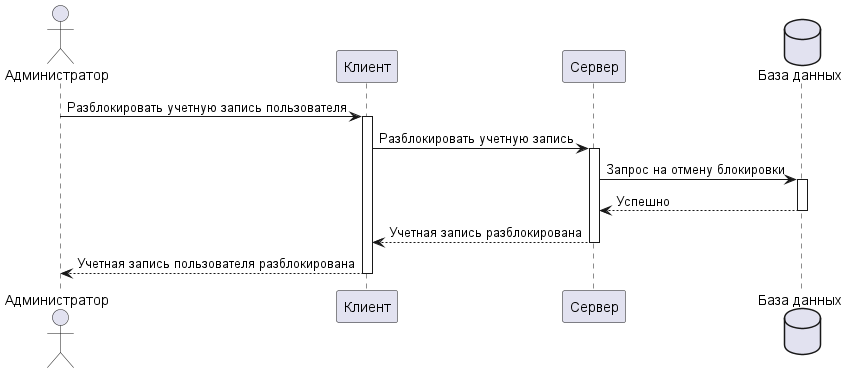 Администратор
Клиент
Сервер
База данных
Разблокировать учетную запись пользователя
Разблокировать учетную запись
Запрос на отмену блокировки
Успешно
Учетная запись разблокирована
Учетная запись пользователя разблокирована
Администратор
Клиент
Сервер
База данных